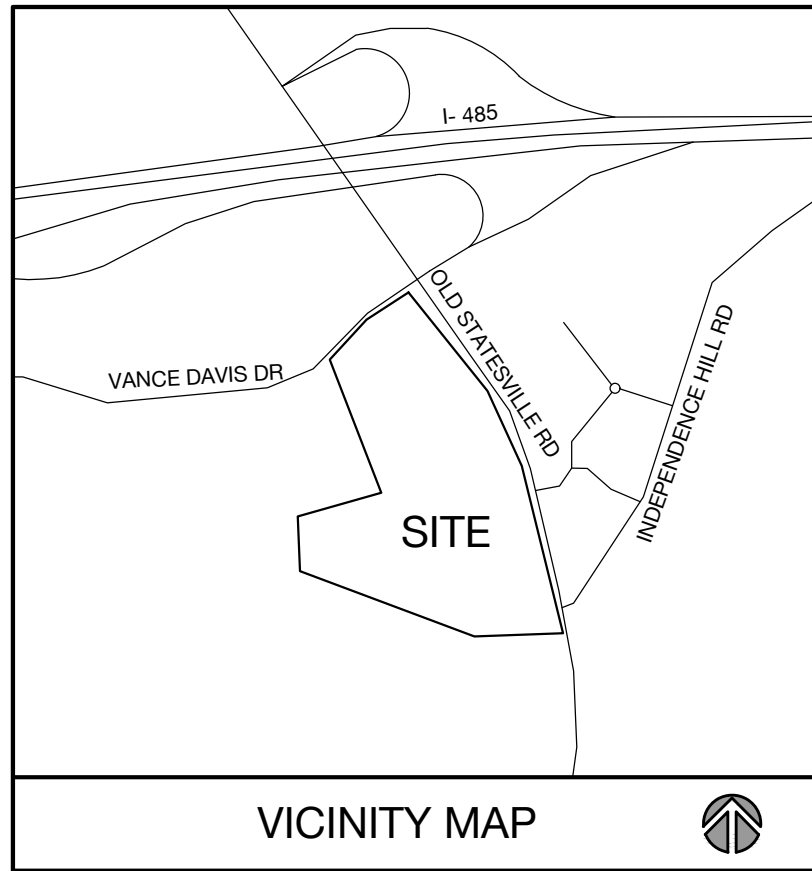 I- 485
OLD STATESVILLE RD
VANCE DAVIS DR
INDEPENDENCE HILL RD
SITE
VICINITY MAP